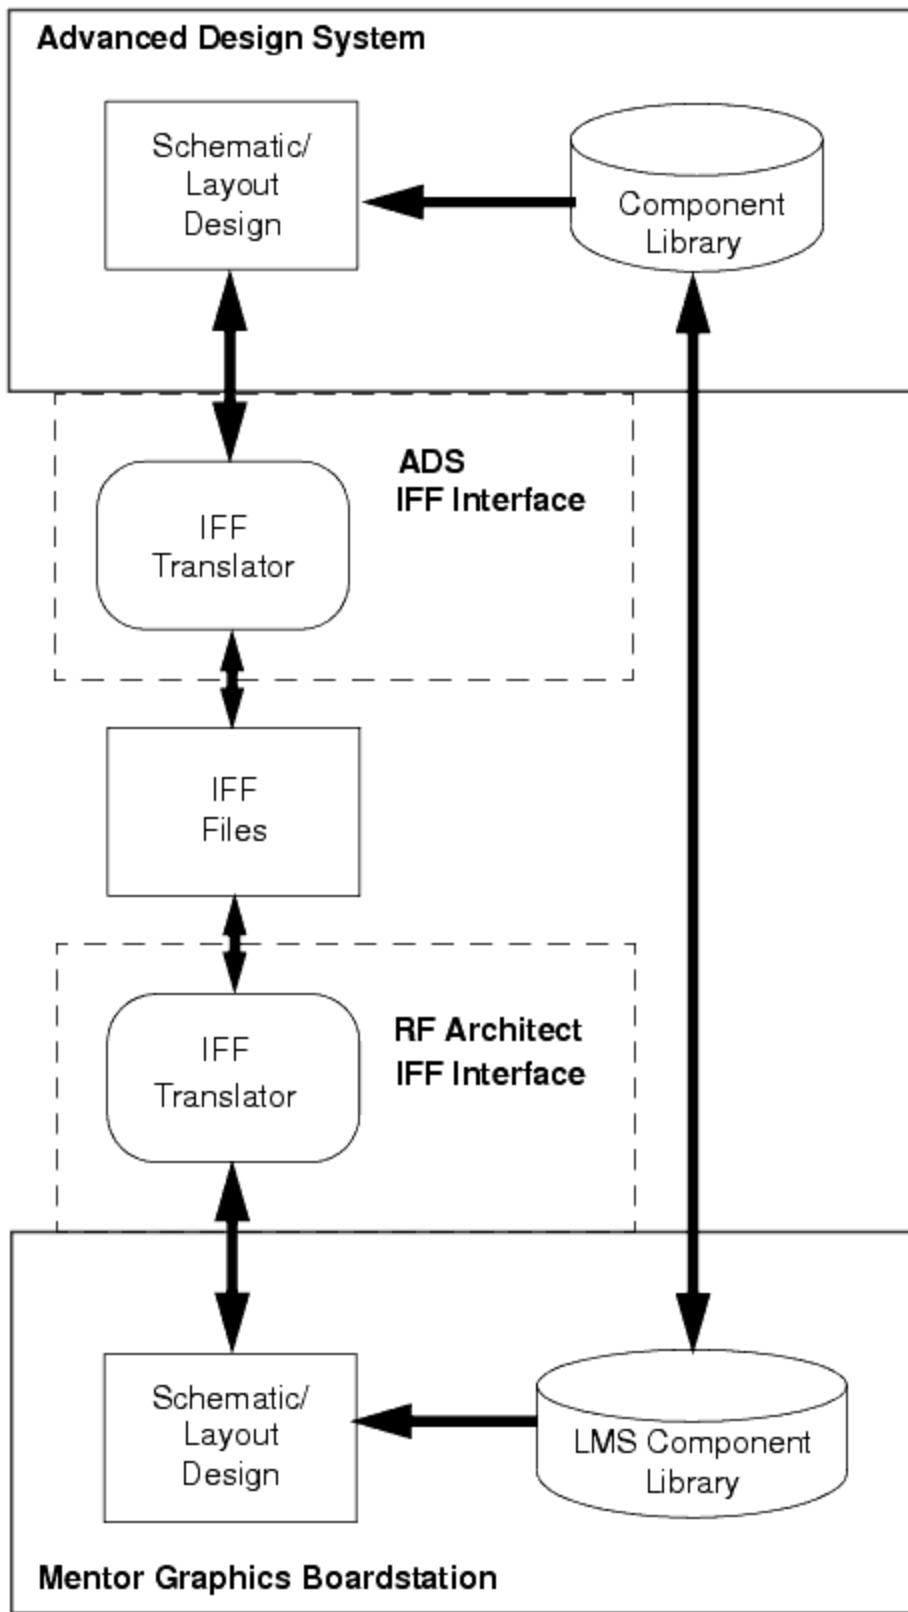 Advanced Design System
Schematic/
Layout
Design
Component
Library
ADS
IFF Interface
IFF
Translator
IFF
Files
RF Architect
IFF Interface
IFF
Translator
Schematic/
Layout
Design
LMS Component
Library
Mentor Graphics Boardstation